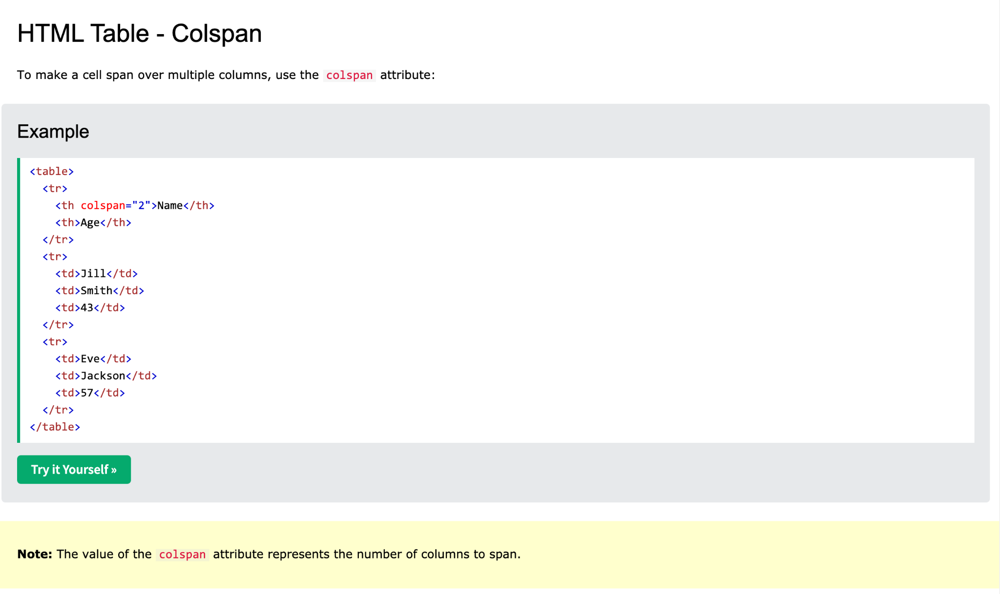 HTML Table - Colspan
To make a cell span over multiple columns, use the colspan attribute:
Example
<table>
  <tr>
    <th colspan="2">Name</th>
    <th>Age</th>
  </tr>
  <tr>
    <td>Jill</td>
    <td>Smith</td>
    <td>43</td>
  </tr>
  <tr>
    <td>Eve</td>
    <td>Jackson</td>
    <td>57</td>
  </tr>
</table>
Try it Yourself »
Note: The value of the colspan attribute represents the number of columns to span.